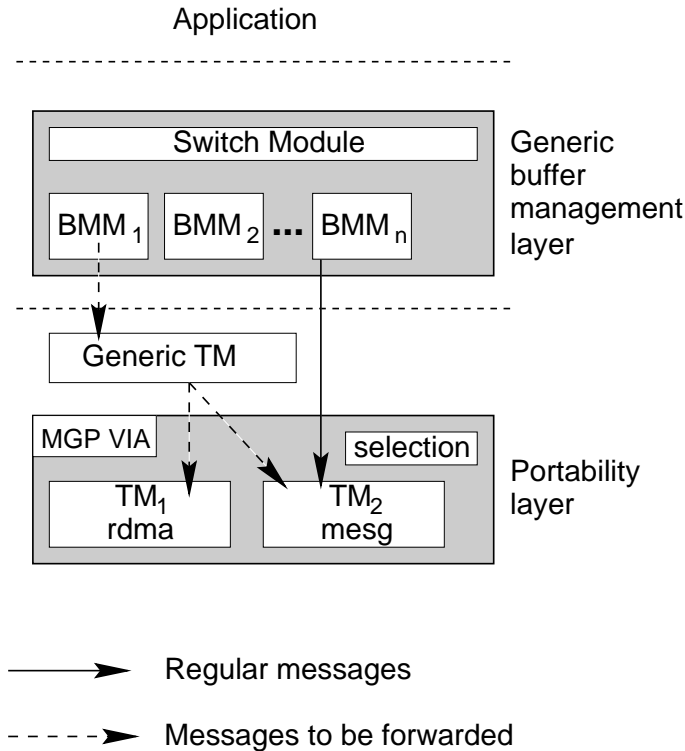 Application
Switch Module
Generic
buffer
management
layer
BMM 1
BMM 2
...
BMM n
Generic TM
MGP VIA
selection
TM1
rdma
TM2
mesg
Portability
layer
Regular messages
Messages to be forwarded